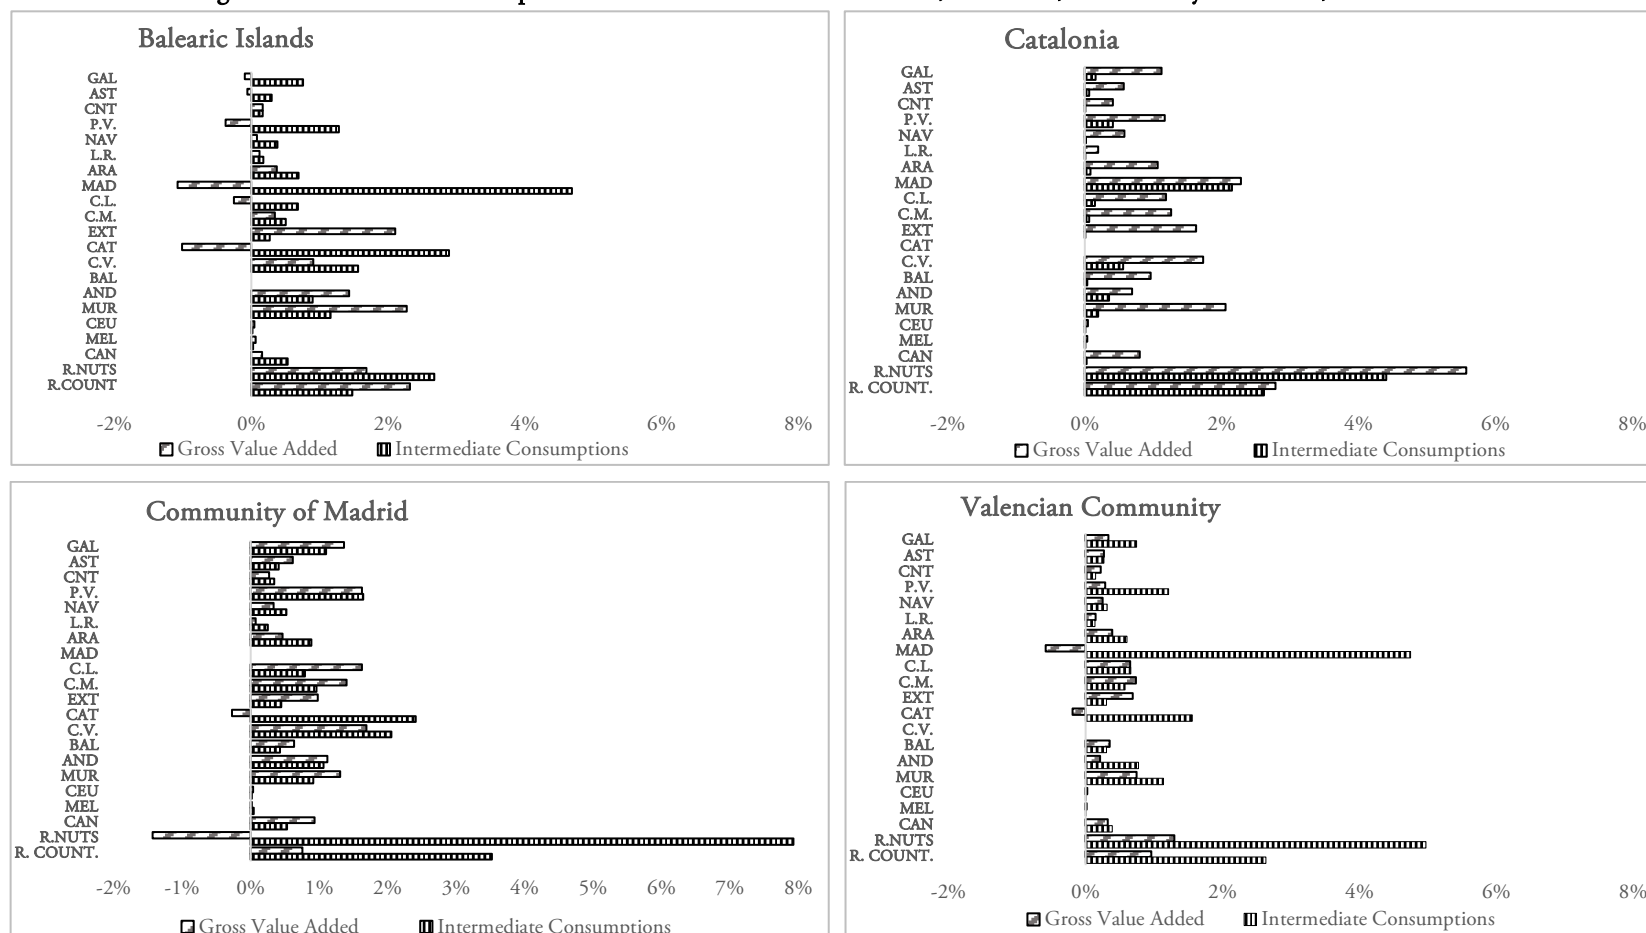 Balearic Islands
GAL
AST
CNT
P.V.
NAV
L.R.
ARA
MAD
C.L.
C.M.
EXT
CAT
C.V.
BAL
AND
MUR
CEU
MEL
CAN
R.NUTS
R.COUNT
-2% 0% 2% 4% 6% 8%
Gross Value Added Intermediate Consumptions
Catalonia
GAL
AST
CNT
P.V.
NAV
L.R.
ARA
MAD
C.L.
C.M.
EXT
CAT
C.V.
BAL
AND
MUR
CEU
MEL
CAN
R.NUTS
R. COUNT.
-2% 0% 2% 4% 6% 8%
Gross Value Added Intermediate Consumptions
Community of Madrid
GAL
AST
CNT
P.V.
NAV
L.R.
ARA
MAD
C.L.
C.M.
EXT
CAT
C.V.
BAL
AND
MUR
CEU
MEL
CAN
R.NUTS
R. COUNT.
-2% -1% 0% 1% 2% 3% 4% 5% 6% 7% 8%
Gross Value Added Intermediate Consumptions
Valencian Community
GAL
AST
CNT
P.V.
NAV
L.R.
ARA
MAD
C.L.
C.M.
EXT
CAT
C.V.
BAL
AND
MUR
CEU
MEL
CAN
R.NUTS
R. COUNT.
-2% 0% 2% 4% 6% 8%
Gross Value Added Intermediate Consumptions